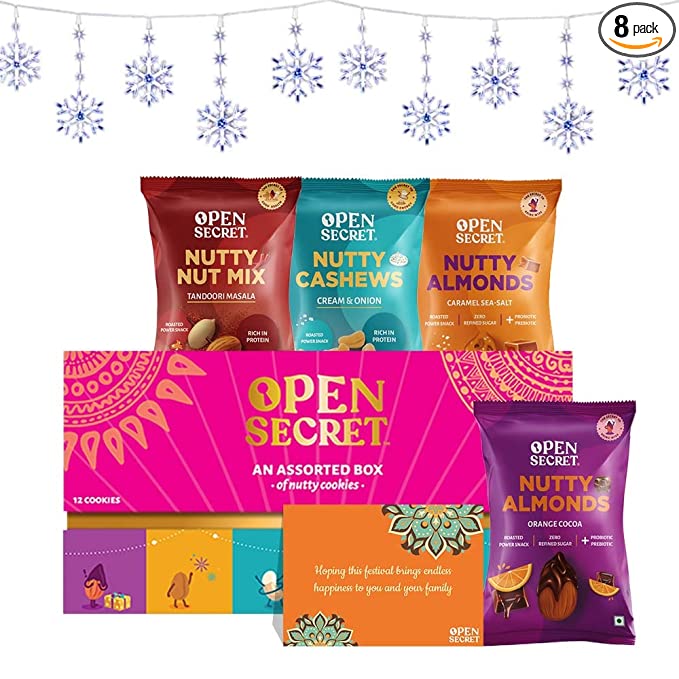 8 pack
OPEN
SECRET
NUTTY
NUT MIX
TANDOORI MASALA
ROASTED
POWER SNACK
RICH IN
PROTEIN
OPEN
SECRET
NUTTY
CASHEWS
CREAM & ONION
ROASTED
POWER SNACK
RICH IN
PROTEIN
OPEN
SECRET
NUTTY
ALMONDS
CARAMEL SEA-SALT
ROASTED
POWER SNACK
ZERO
REFINED SUGAR
+ PROBIOTIC
PREBIOTIC
OPEN
SECRET
AN ASSORTED BOX
- of nutty cookies -
12 COOKIES
OPEN
SECRET
NUTTY
ALMONDS
ORANGE COCOA
ROASTED
POWER SNACK
ZERO
REFINED SUGAR
+ PROBIOTIC
PREBIOTIC
Hoping this festival brings endless
happiness to you and your family
OPEN
SECRET